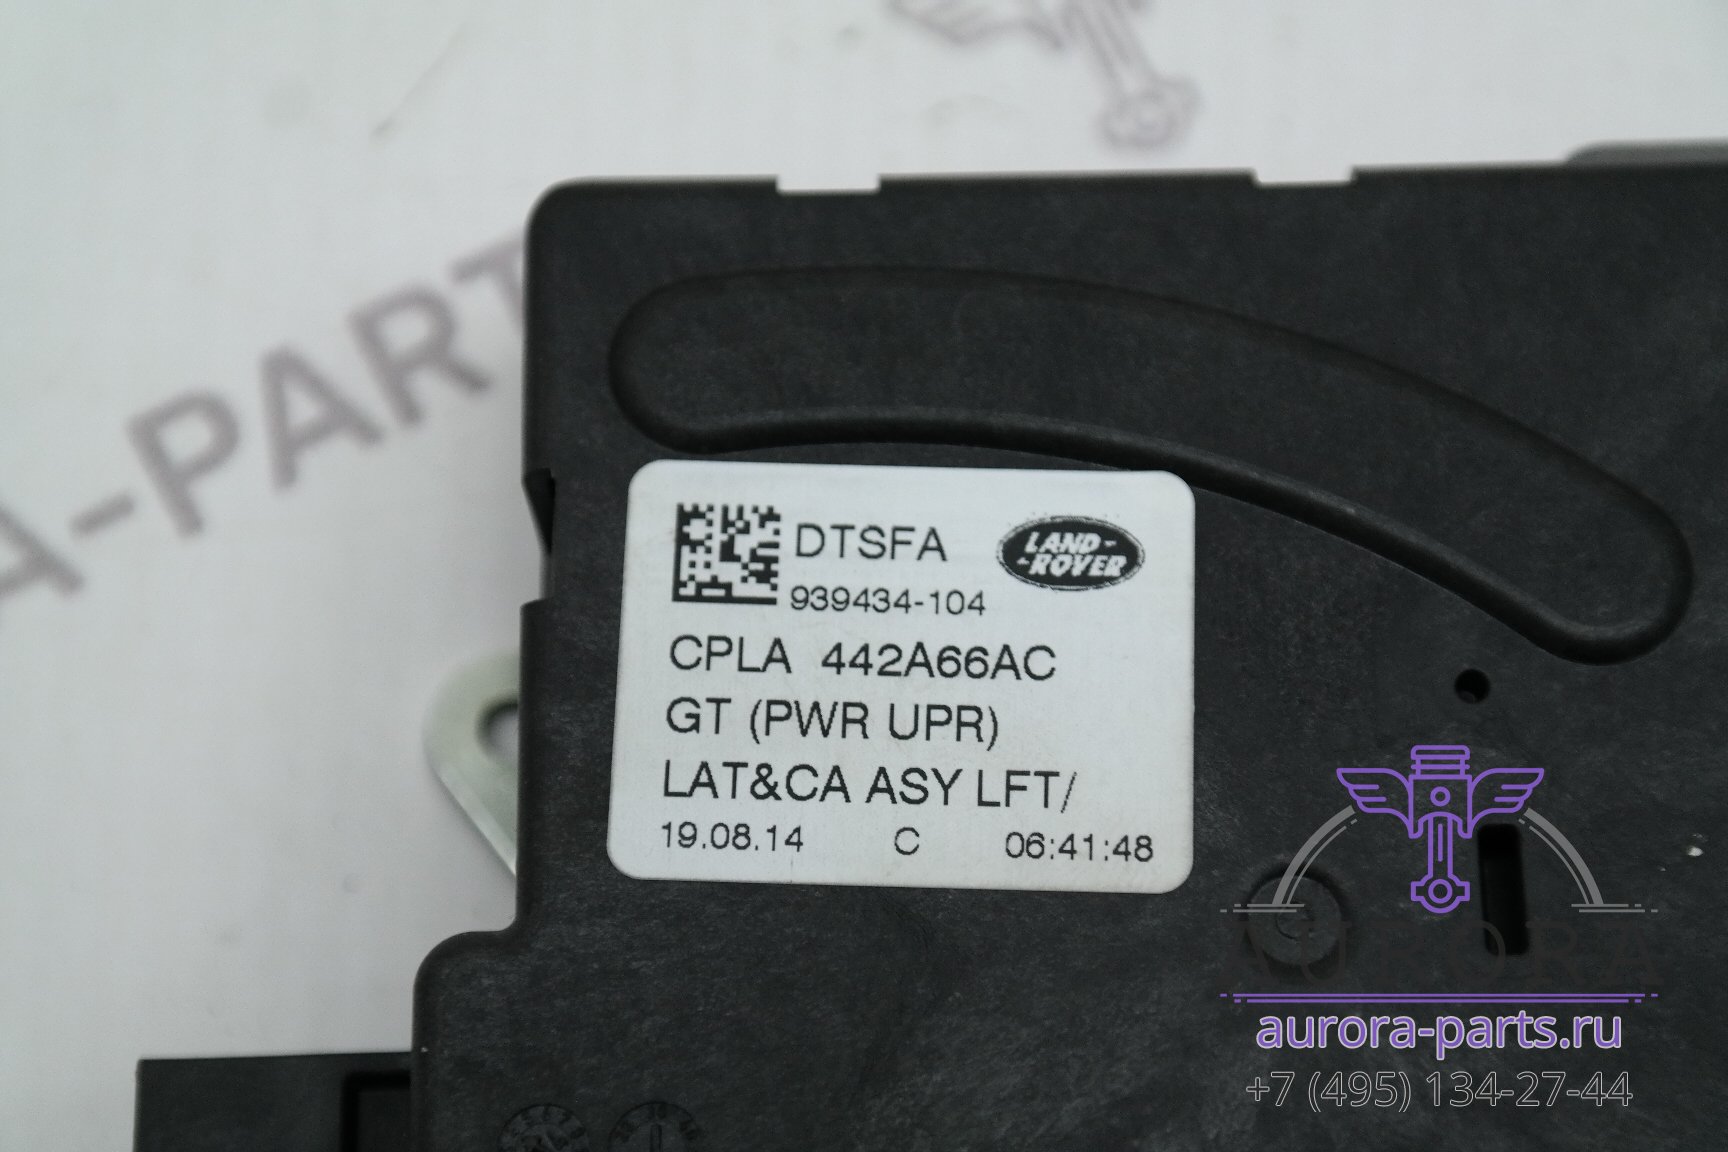 A-PART
DTSFA
LAND-
-ROVER
939434-104
CPLA 442A66AC
GT (PWR UPR)
LAT&CA ASY LFT/
19.08.14 C 06:41:48
AURORA
aurora-parts.ru
+7 (495) 134-27-44